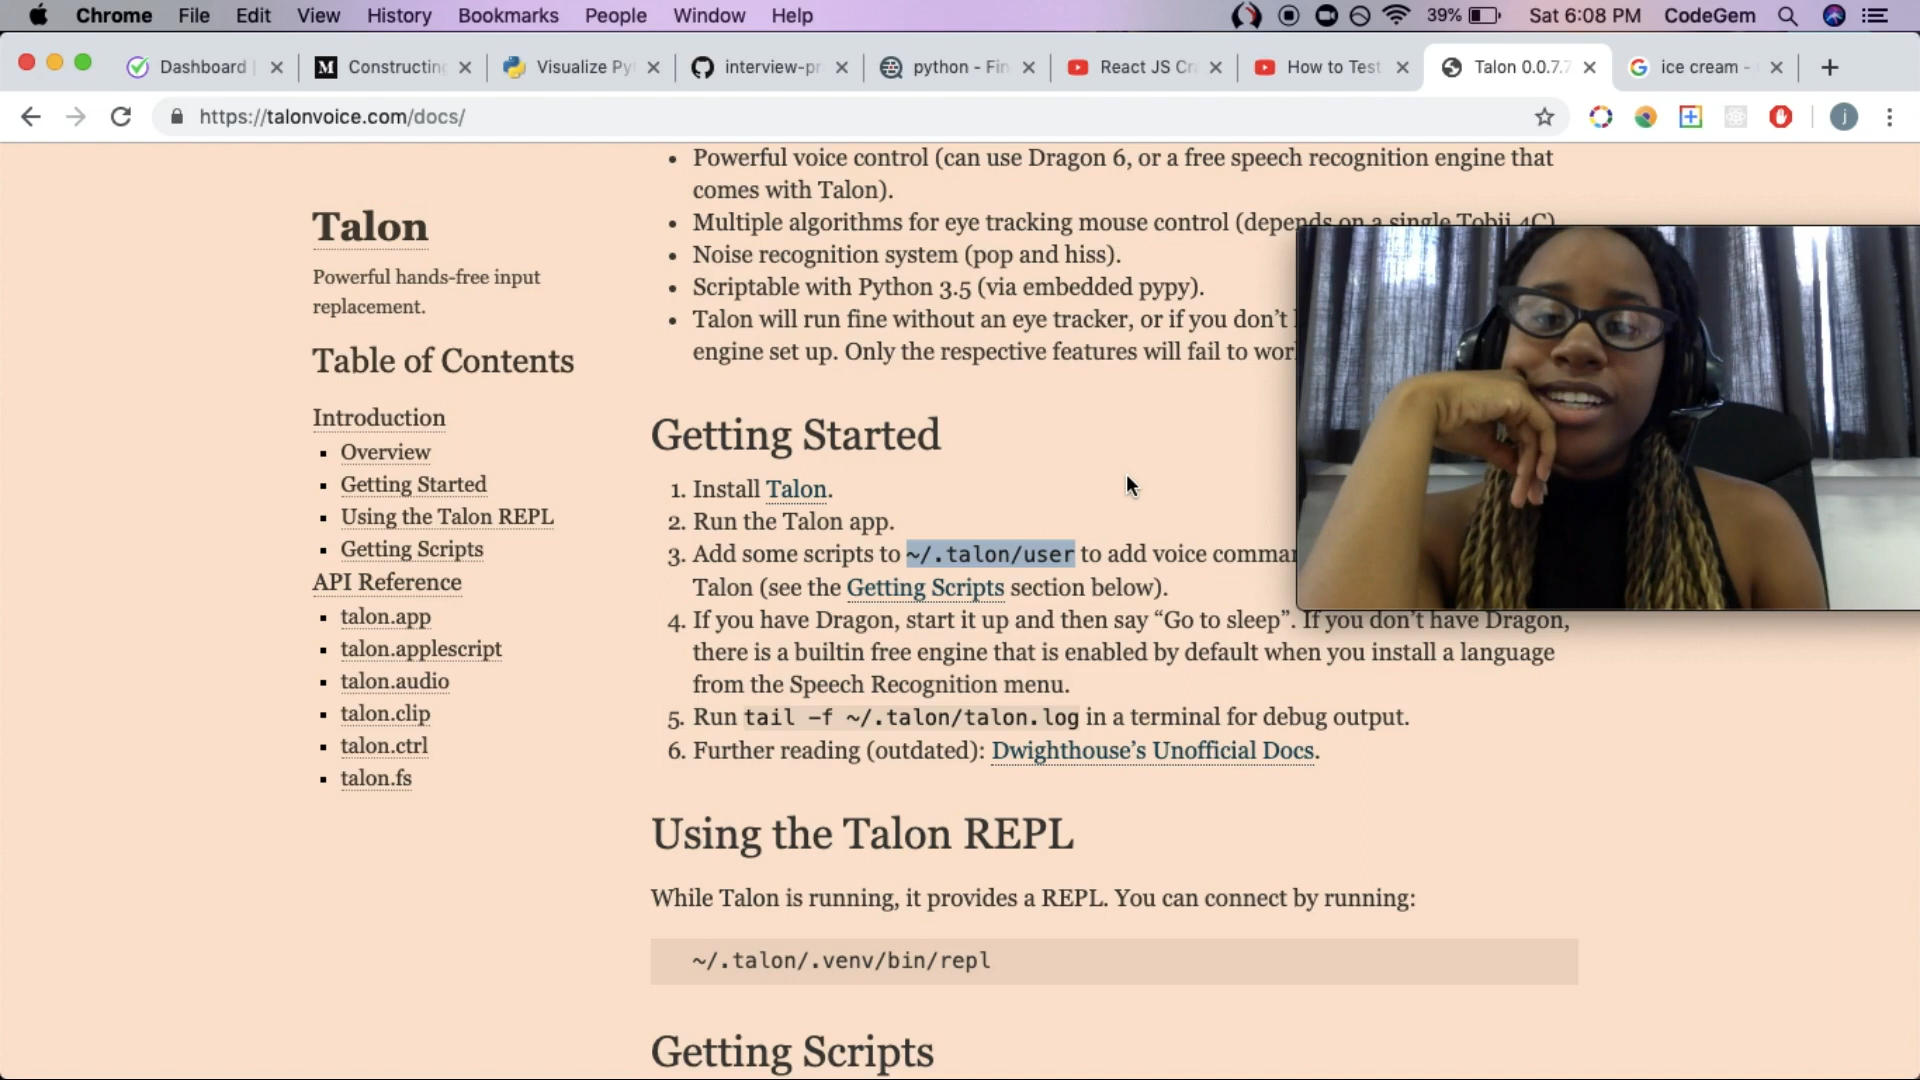 Chrome File Edit View History Bookmarks People Window Help 39% Sat 6:08 PM CodeGem
Dashboard Constructing Visualize Py interview-pr python - Fin React JS Cr How to Test Talon 0.0.7.7 ice cream -
https://talonvoice.com/docs/ j
Talon
Powerful hands-free input
replacement.
Table of Contents
Introduction
Overview
Getting Started
Using the Talon REPL
Getting Scripts
API Reference
talon.app
talon.applescript
talon.audio
talon.clip
talon.ctrl
talon.fs
Powerful voice control (can use Dragon 6, or a free speech recognition engine that
comes with Talon).
Multiple algorithms for eye tracking mouse control (depends on a single Tobii 4C)
Noise recognition system (pop and hiss).
Scriptable with Python 3.5 (via embedded pypy).
Talon will run fine without an eye tracker, or if you don’t
engine set up. Only the respective features will fail to wor
Getting Started
1. Install Talon.
2. Run the Talon app.
3. Add some scripts to ~/.talon/user to add voice comma
Talon (see the Getting Scripts section below).
4. If you have Dragon, start it up and then say “Go to sleep”. If you don’t have Dragon,
there is a builtin free engine that is enabled by default when you install a language
from the Speech Recognition menu.
5. Run tail -f ~/.talon/talon.log in a terminal for debug output.
6. Further reading (outdated): Dwighthouse’s Unofficial Docs.
Using the Talon REPL
While Talon is running, it provides a REPL. You can connect by running:
~/.talon/.venv/bin/repl
Getting Scripts